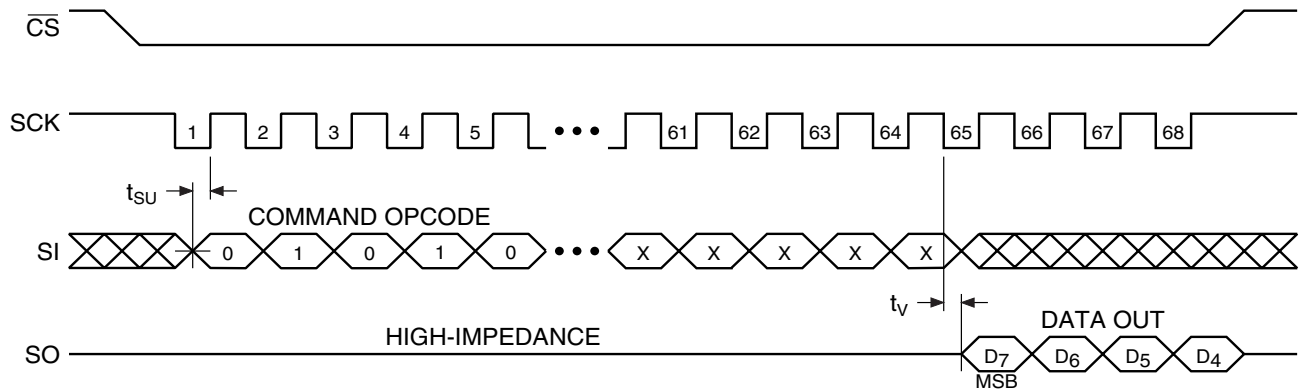 CS
SCK 1 2 3 4 5 ••• 61 62 63 64 65 66 67 68
tSU
COMMAND OPCODE
SI 0 1 0 1 0 ••• X X X X X
tV
HIGH-IMPEDANCE
DATA OUT
SO D7 D6 D5 D4
MSB